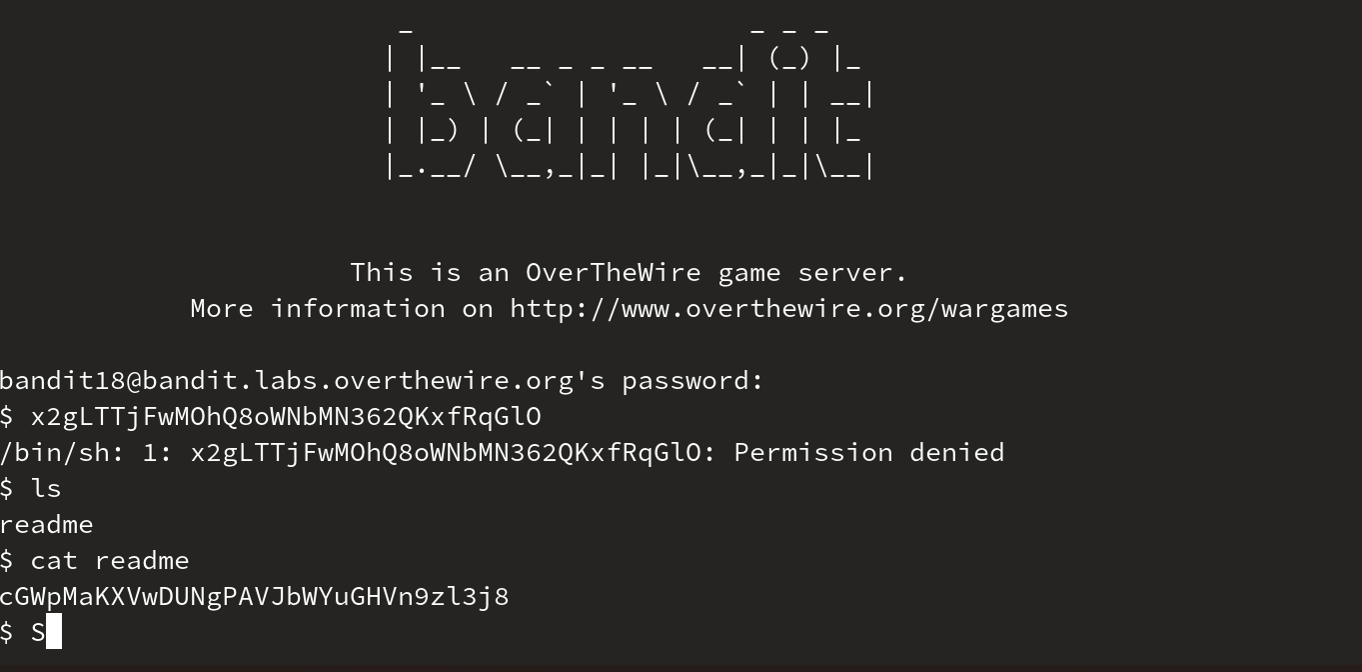 _                     _ _ _
| |__   __ _ _ __   __| (_) |_
| '_ \ / _` | '_ \ / _` | | __|
| |_) | (_| | | | | (_| | | |_
|_.__/ \__,_|_| |_|\__,_|_|\__|
This is an OverTheWire game server.
More information on http://www.overthewire.org/wargames
bandit18@bandit.labs.overthewire.org's password:
$ x2gLTTjFwMOhQ8oWNbMN362QKxfRqGlO
/bin/sh: 1: x2gLTTjFwMOhQ8oWNbMN362QKxfRqGlO: Permission denied
$ ls
readme
$ cat readme
cGWpMaKXVwDUNgPAVJbWYuGHVn9zl3j8
$ S